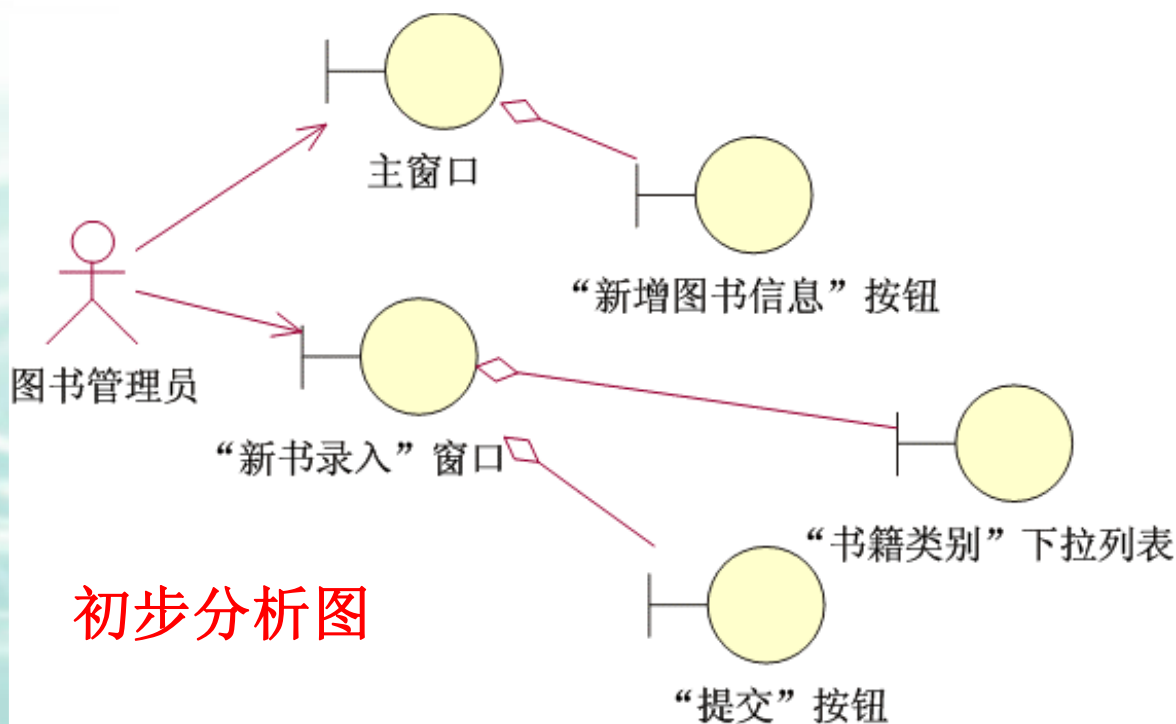 主窗口
“新增图书信息”按钮
图书管理员
“新书录入”窗口
“书籍类别”下拉列表
初步分析图
“提交”按钮